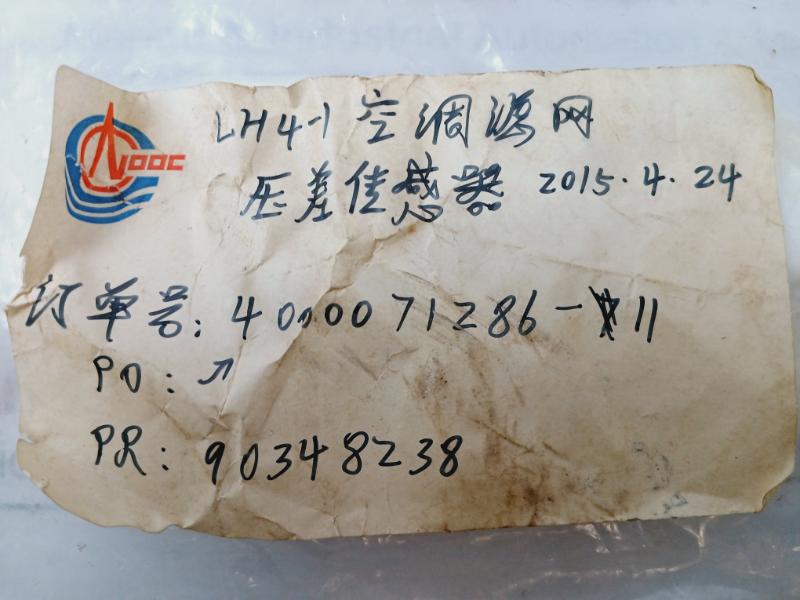 CNOOC
LH4-1空调滤网
压差传感器 2015.4.24
订单号: 4000071286-11
PO: ↗
PR: 90348238